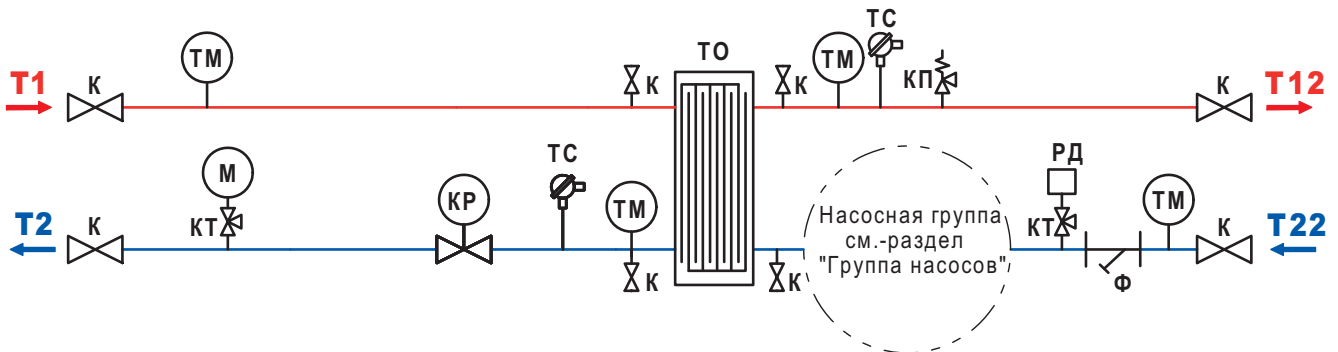 ТС
ТО
ТМ
ТМ
Т1
К
К
К
КП
К
Т12
ТС
РД
М
КР
ТМ
ТМ
Т2
К
КТ
Насосная группа
см.-раздел
"Группа насосов"
КТ
К
Т22
К
К
Ф